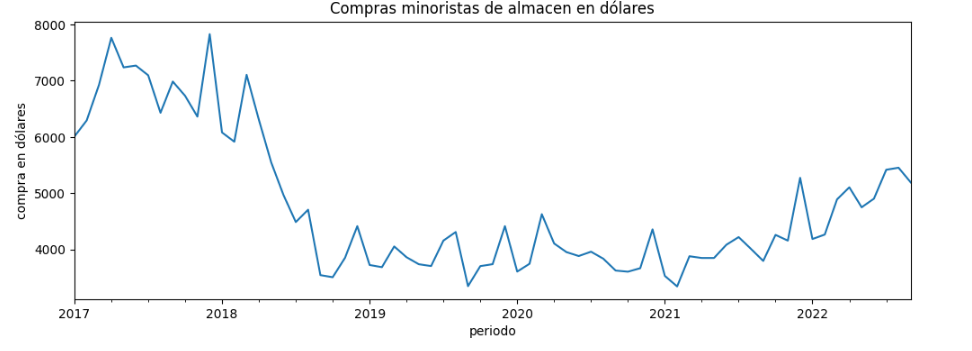 Compras minoristas de almacen en dólares
8000
7000
6000
5000
4000
compra en dólares
2017 2018 2019 2020 2021 2022
periodo